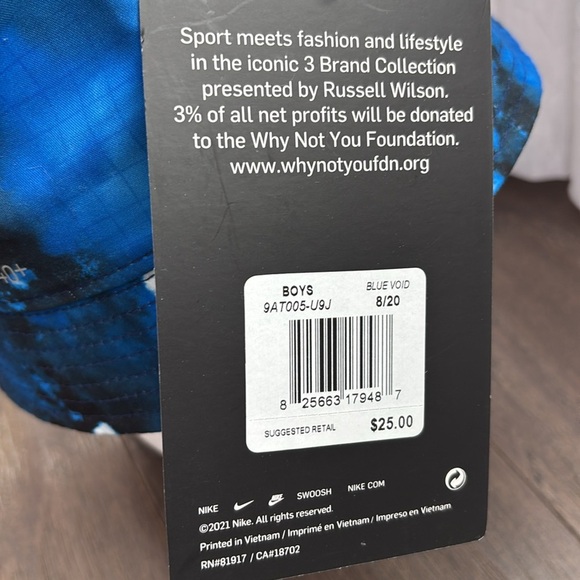 Sport meets fashion and lifestyle
in the iconic 3 Brand Collection
presented by Russell Wilson.
3% of all net profits will be donated
to the Why Not You Foundation.
www.whynotyoufdn.org
BOYS BLUE VOID
9AT005-U9J 8/20
8 25663 17948 7
SUGGESTED RETAIL $25.00
NIKE SWOOSH NIKE.COM
©2021 Nike. All rights reserved.
Printed in Vietnam / Imprimé en Vietnam / Impreso en Vietnam
RN#81917 / CA#18702